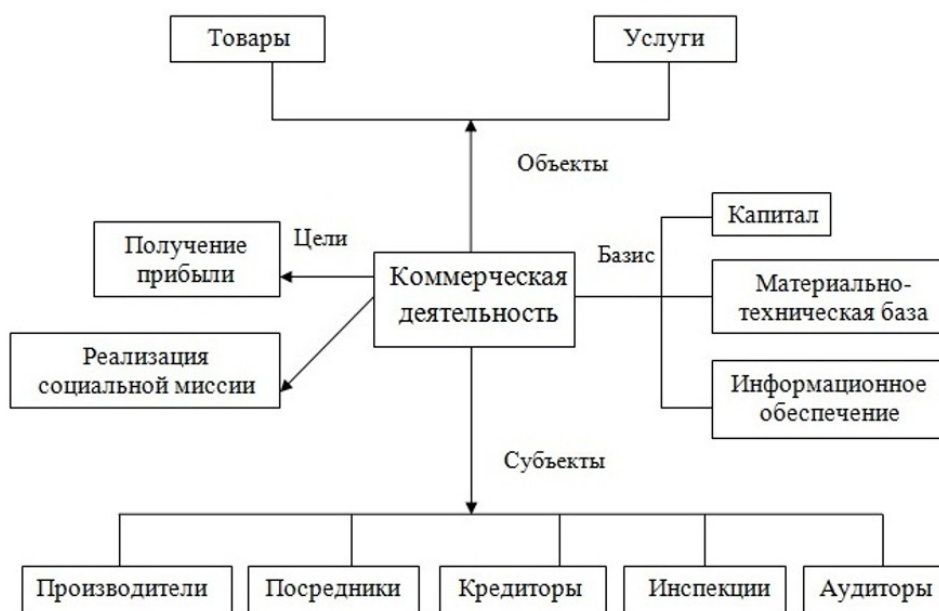 Товары
Услуги
Объекты
Получение
прибыли
Цели
Коммерческая
деятельность
Базис
Капитал
Материально-
техническая база
Реализация
социальной миссии
Информационное
обеспечение
Субъекты
Производители
Посредники
Кредиторы
Инспекции
Аудиторы